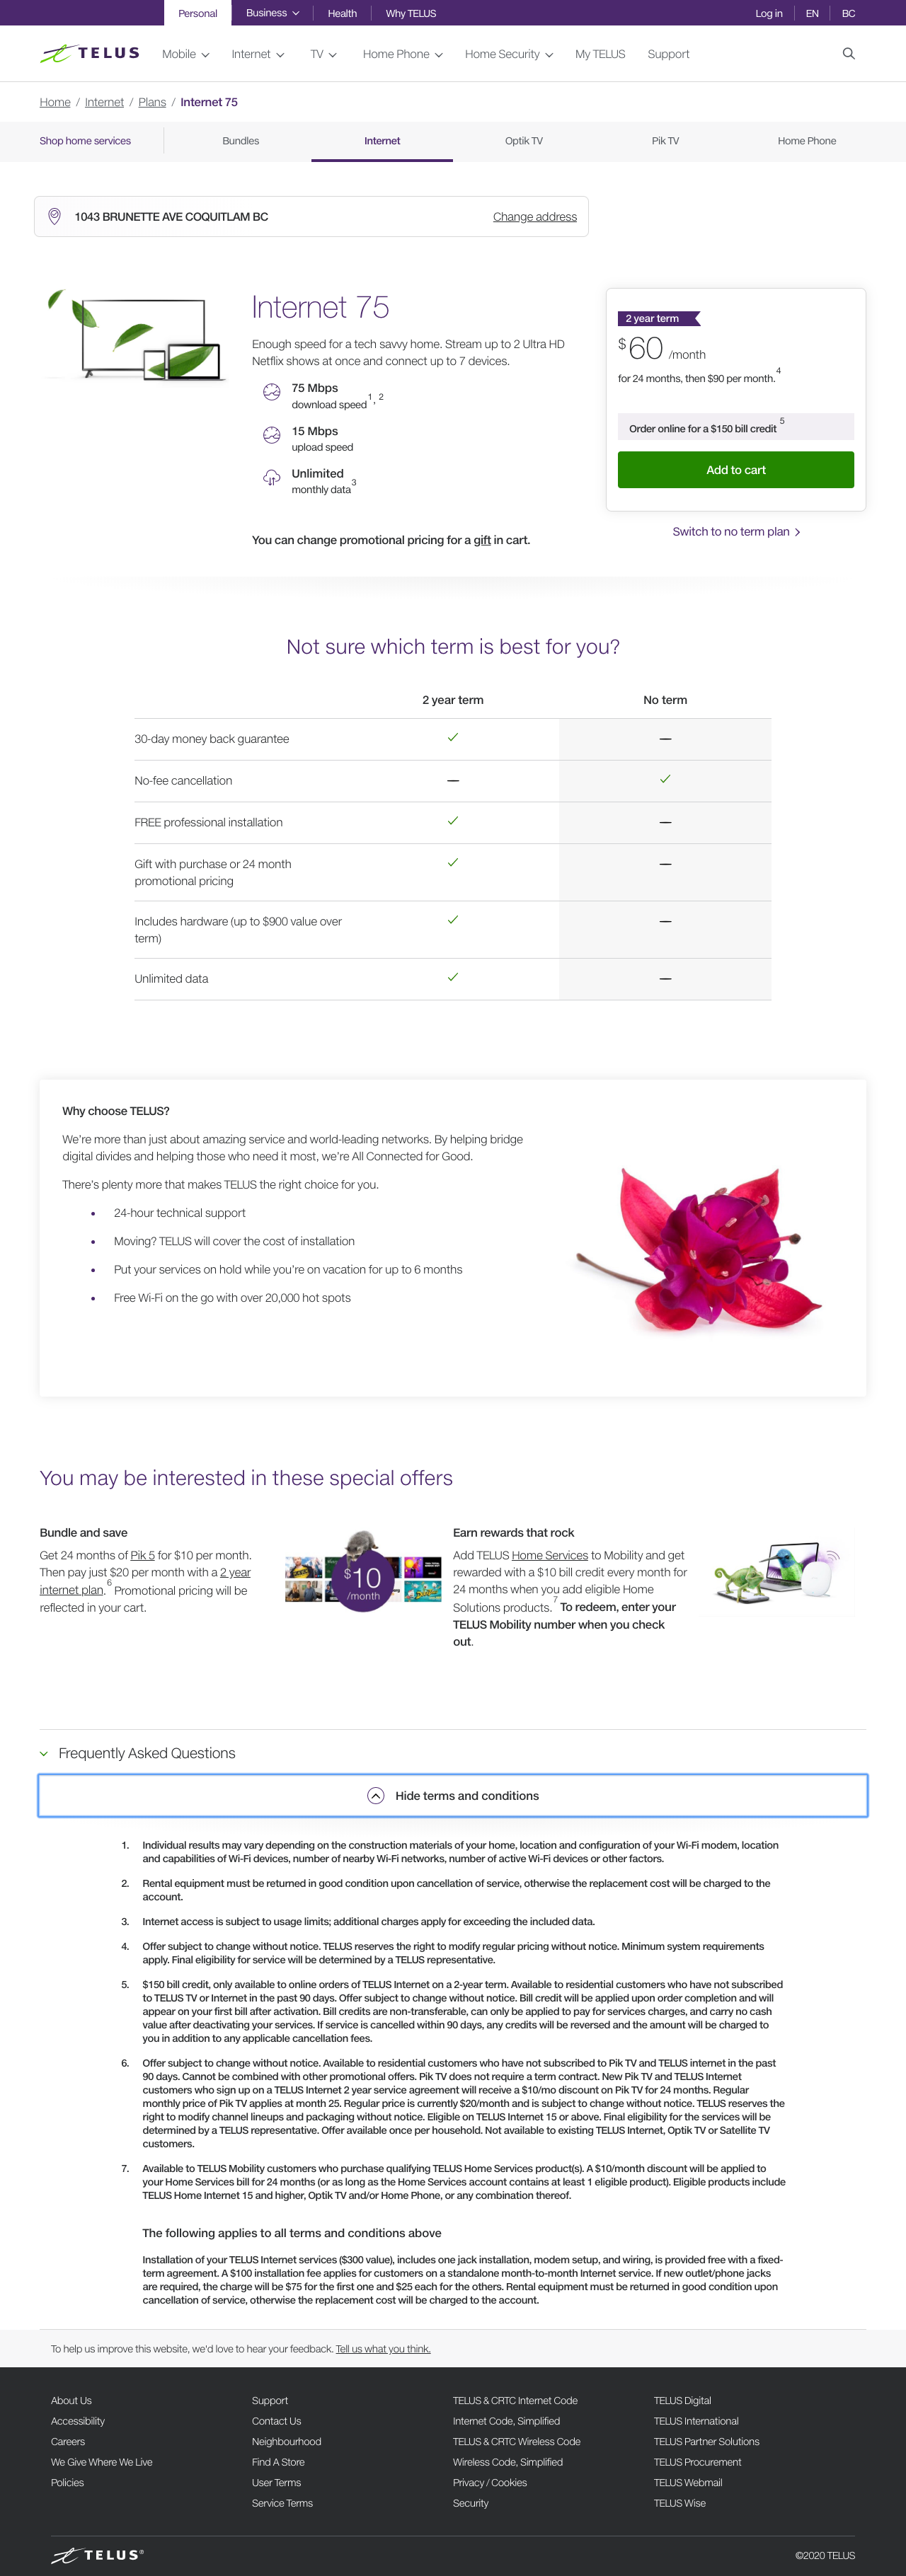 Personal Business Health Why TELUS Log in EN BC
TELUS Mobile Internet TV Home Phone Home Security My TELUS Support
Home / Internet / Plans / Internet 75
Shop home services Bundles Internet Optik TV Pik TV Home Phone
1043 BRUNETTE AVE COQUITLAM BC Change address
Internet 75
Enough speed for a tech savvy home. Stream up to 2 Ultra HD
Netflix shows at once and connect up to 7 devices.
75 Mbps
download speed 1, 2
15 Mbps
upload speed
Unlimited
monthly data 3
You can change promotional pricing for a gift in cart.
2 year term
$60 /month
for 24 months, then $90 per month. 4
Order online for a $150 bill credit 5
Add to cart
Switch to no term plan
Not sure which term is best for you?
2 year term No term
30-day money back guarantee
No-fee cancellation
FREE professional installation
Gift with purchase or 24 month
promotional pricing
Includes hardware (up to $900 value over
term)
Unlimited data
Why choose TELUS?
We're more than just about amazing service and world-leading networks. By helping bridge
digital divides and helping those who need it most, we're All Connected for Good.
There's plenty more that makes TELUS the right choice for you.
• 24-hour technical support
• Moving? TELUS will cover the cost of installation
• Put your services on hold while you're on vacation for up to 6 months
• Free Wi-Fi on the go with over 20,000 hot spots
You may be interested in these special offers
Bundle and save
Get 24 months of Pik 5 for $10 per month.
Then pay just $20 per month with a 2 year
internet plan. 6 Promotional pricing will be
reflected in your cart.
$10
/month
Earn rewards that rock
Add TELUS Home Services to Mobility and get
rewarded with a $10 bill credit every month for
24 months when you add eligible Home
Solutions products. 7 To redeem, enter your
TELUS Mobility number when you check
out.
Frequently Asked Questions
Hide terms and conditions
1. Individual results may vary depending on the construction materials of your home, location and configuration of your Wi-Fi modem, location
and capabilities of Wi-Fi devices, number of nearby Wi-Fi networks, number of active Wi-Fi devices or other factors.
2. Rental equipment must be returned in good condition upon cancellation of service, otherwise the replacement cost will be charged to the
account.
3. Internet access is subject to usage limits; additional charges apply for exceeding the included data.
4. Offer subject to change without notice. TELUS reserves the right to modify regular pricing without notice. Minimum system requirements
apply. Final eligibility for service will be determined by a TELUS representative.
5. $150 bill credit, only available to online orders of TELUS Internet on a 2-year term. Available to residential customers who have not subscribed
to TELUS TV or Internet in the past 90 days. Offer subject to change without notice. Bill credit will be applied upon order completion and will
appear on your first bill after activation. Bill credits are non-transferable, can only be applied to pay for services charges, and carry no cash
value after deactivating your services. If service is cancelled within 90 days, any credits will be reversed and the amount will be charged to
you in addition to any applicable cancellation fees.
6. Offer subject to change without notice. Available to residential customers who have not subscribed to Pik TV and TELUS internet in the past
90 days. Cannot be combined with other promotional offers. Pik TV does not require a term contract. New Pik TV and TELUS Internet
customers who sign up on a TELUS Internet 2 year service agreement will receive a $10/mo discount on Pik TV for 24 months. Regular
monthly price of Pik TV applies at month 25. Regular price is currently $20/month and is subject to change without notice. TELUS reserves the
right to modify channel lineups and packaging without notice. Eligible on TELUS Internet 15 or above. Final eligibility for the services will be
determined by a TELUS representative. Offer available once per household. Not available to existing TELUS Internet, Optik TV or Satellite TV
customers.
7. Available to TELUS Mobility customers who purchase qualifying TELUS Home Services product(s). A $10/month discount will be applied to
your Home Services bill for 24 months (or as long as the Home Services account contains at least 1 eligible product). Eligible products include
TELUS Home Internet 15 and higher, Optik TV and/or Home Phone, or any combination thereof.
The following applies to all terms and conditions above
Installation of your TELUS Internet services ($300 value), includes one jack installation, modem setup, and wiring, is provided free with a fixed-
term agreement. A $100 installation fee applies for customers on a standalone month-to-month Internet service. If new outlet/phone jacks
are required, the charge will be $75 for the first one and $25 each for the others. Rental equipment must be returned in good condition upon
cancellation of service, otherwise the replacement cost will be charged to the account.
To help us improve this website, we'd love to hear your feedback. Tell us what you think.
About Us Support TELUS & CRTC Internet Code TELUS Digital
Accessibility Contact Us Internet Code, Simplified TELUS International
Careers Neighbourhood TELUS & CRTC Wireless Code TELUS Partner Solutions
We Give Where We Live Find A Store Wireless Code, Simplified TELUS Procurement
Policies User Terms Privacy / Cookies TELUS Webmail
Service Terms Security TELUS Wise
TELUS® ©2020 TELUS